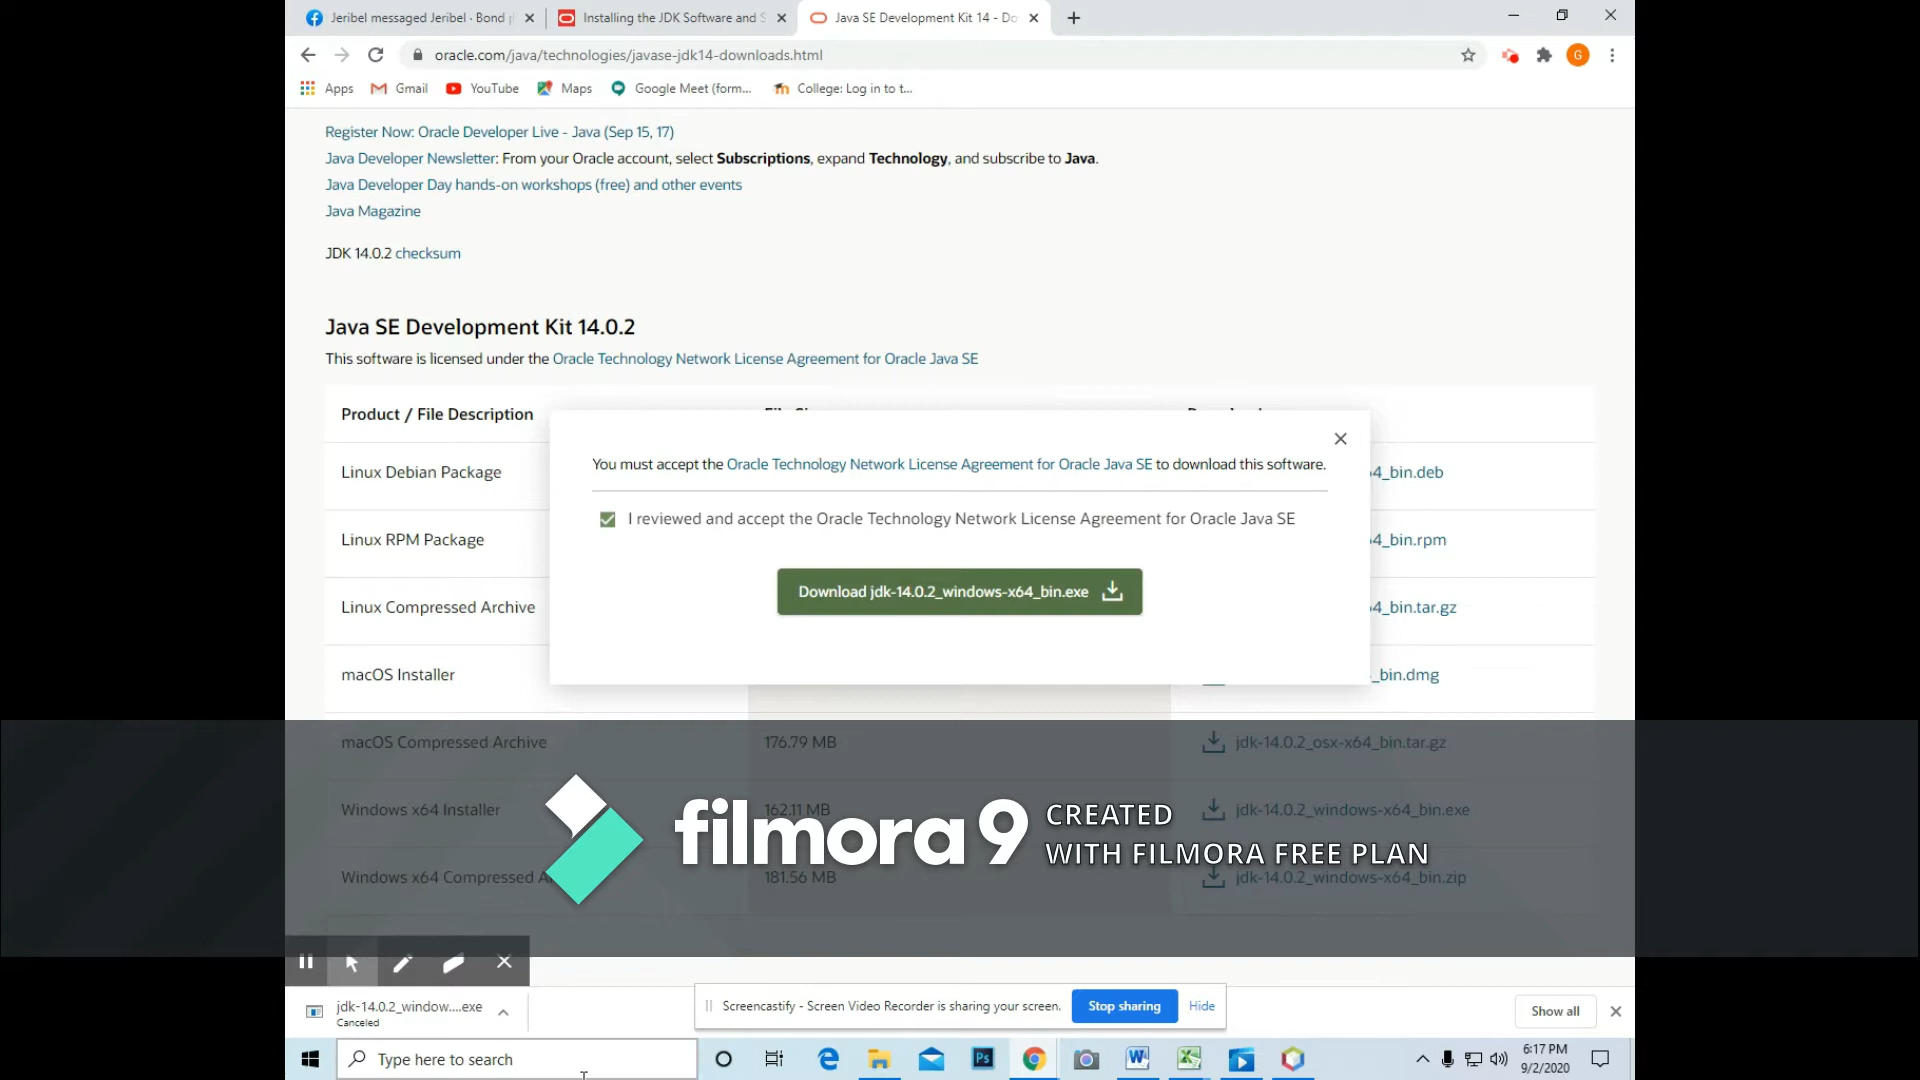 Jeribel messaged Jeribel · Bond
Installing the JDK Software and S
Java SE Development Kit 14 - Do
oracle.com/java/technologies/javase-jdk14-downloads.html
G
Apps
Gmail
YouTube
Maps
Google Meet (form...
College: Log in to t...
Register Now: Oracle Developer Live - Java (Sep 15, 17)
Java Developer Newsletter: From your Oracle account, select Subscriptions, expand Technology, and subscribe to Java.
Java Developer Day hands-on workshops (free) and other events
Java Magazine
JDK 14.0.2 checksum
Java SE Development Kit 14.0.2
This software is licensed under the Oracle Technology Network License Agreement for Oracle Java SE
Product / File Description
You must accept the Oracle Technology Network License Agreement for Oracle Java SE to download this software.
Linux Debian Package
4_bin.deb
I reviewed and accept the Oracle Technology Network License Agreement for Oracle Java SE
Linux RPM Package
4_bin.rpm
Download jdk-14.0.2_windows-x64_bin.exe
Linux Compressed Archive
4_bin.tar.gz
macOS Installer
_bin.dmg
macOS Compressed Archive
176.79 MB
jdk-14.0.2_osx-x64_bin.tar.gz
Windows x64 Installer
162.11 MB
jdk-14.0.2_windows-x64_bin.exe
filmora9
CREATED
WITH FILMORA FREE PLAN
Windows x64 Compressed A
181.56 MB
jdk-14.0.2_windows-x64_bin.zip
jdk-14.0.2_window....exe
Canceled
Screencastify - Screen Video Recorder is sharing your screen.
Stop sharing
Hide
Show all
Type here to search
Ps
6:17 PM
9/2/2020